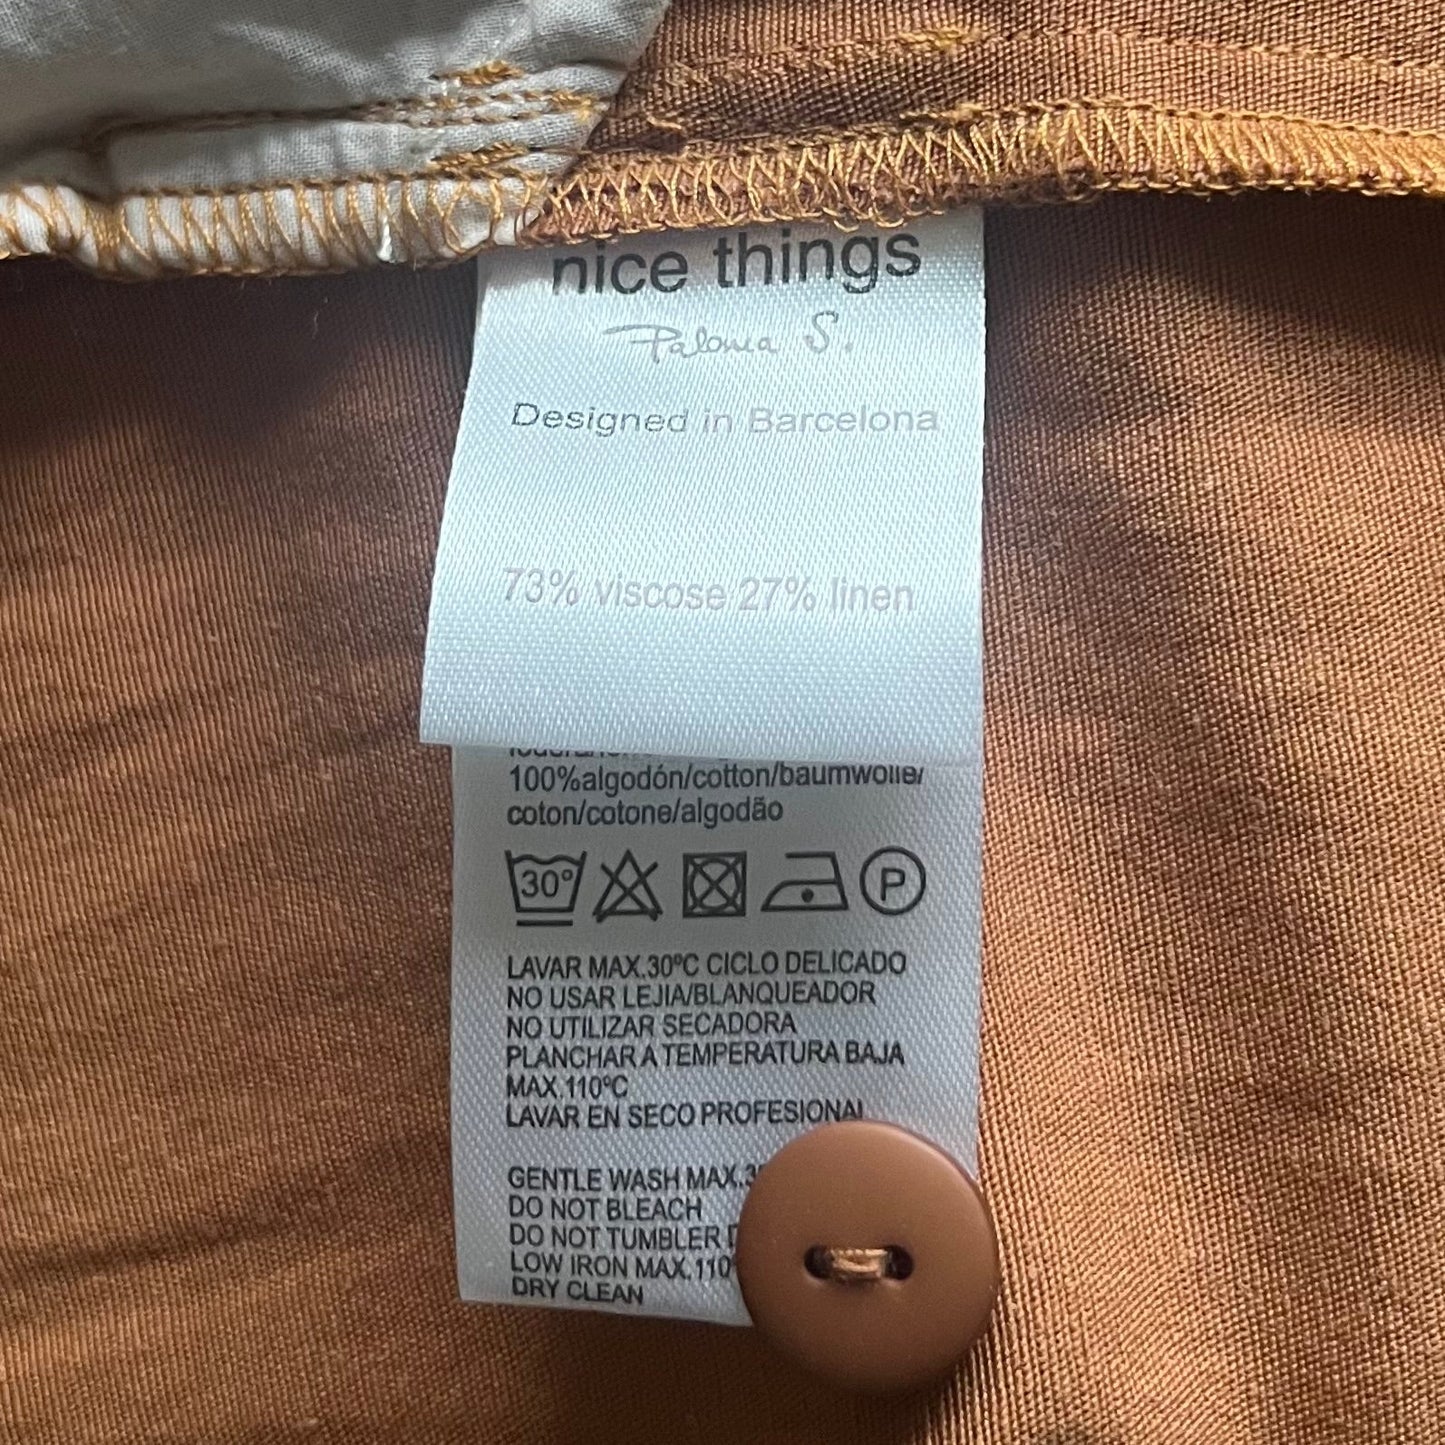 nice things
Paloma S.
Designed in Barcelona
73% viscose 27% linen
100%algodón/cotton/baumwolle/
coton/cotone/algodão
30° P
LAVAR MAX.30ºC CICLO DELICADO
NO USAR LEJIA/BLANQUEADOR
NO UTILIZAR SECADORA
PLANCHAR A TEMPERATURA BAJA
MAX.110ºC
LAVAR EN SECO PROFESIONAL
GENTLE WASH MAX.3
DO NOT BLEACH
DO NOT TUMBLER
LOW IRON MAX.110º
DRY CLEAN